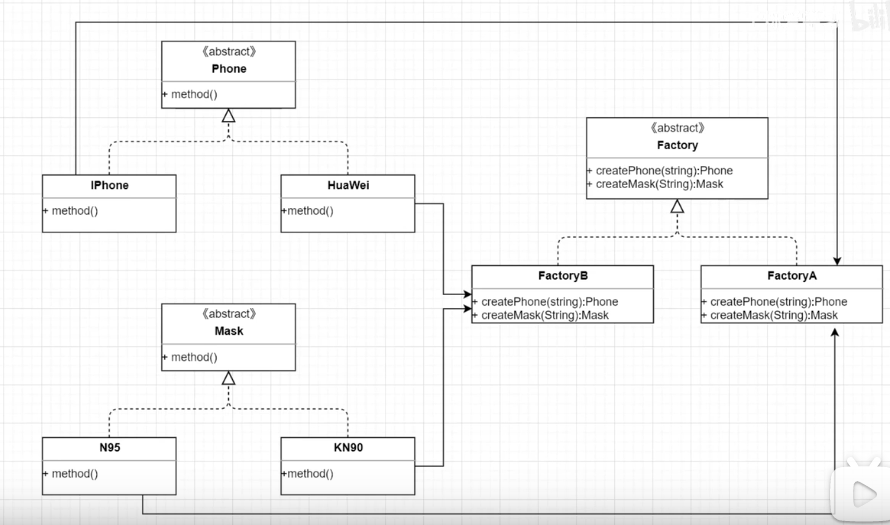 《abstract》
Phone
+ method()
IPhone
+ method()
HuaWei
+method()
《abstract》
Factory
+ createPhone(string):Phone
+ createMask(String):Mask
FactoryB
+ createPhone(string):Phone
+ createMask(String):Mask
FactoryA
+ createPhone(string):Phone
+ createMask(String):Mask
《abstract》
Mask
+ method()
N95
+ method()
KN90
+method()